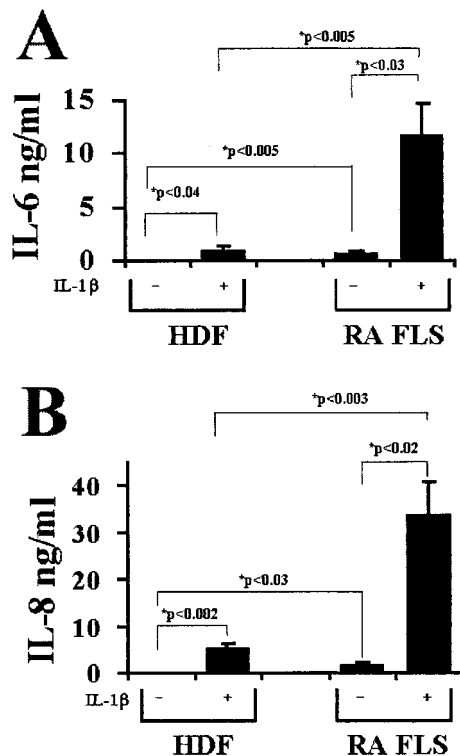 A
*p<0.005
*p<0.03
IL-6 ng/ml
15
10
5
0
*p<0.005
*p<0.04
IL-1β - + - +
HDF RA FLS
B
*p<0.003
*p<0.02
IL-8 ng/ml
40
30
20
10
0
*p<0.03
*p<0.002
IL-1β - + - +
HDF RA FLS